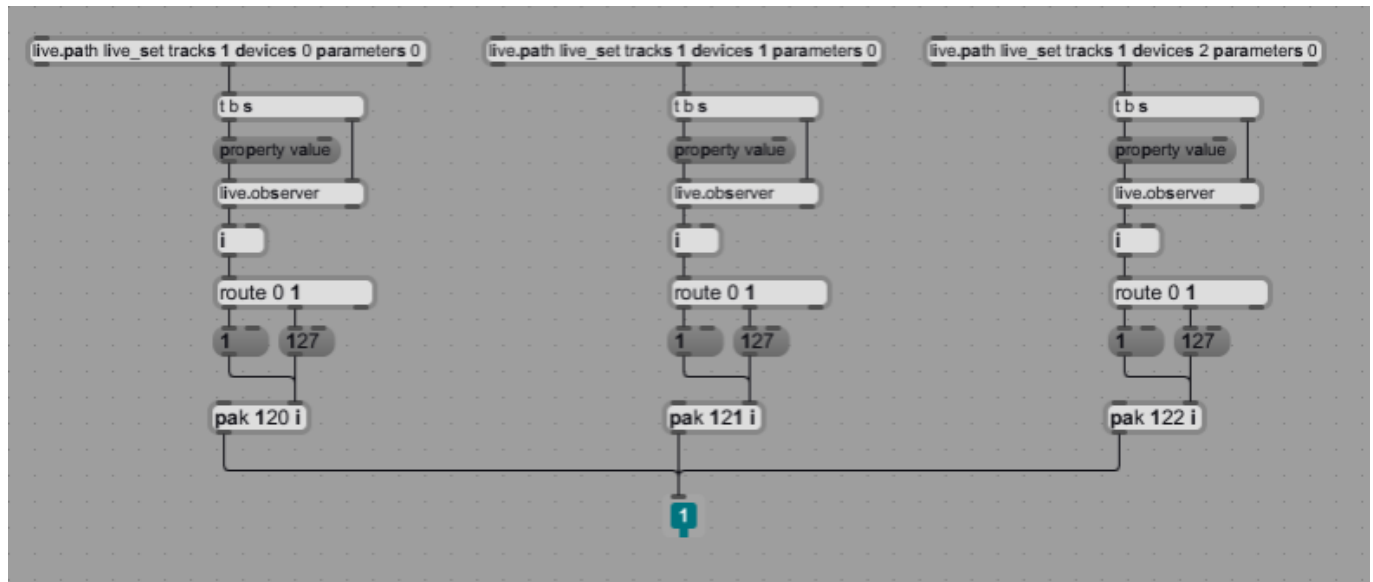 live.path live_set tracks 1 devices 0 parameters 0
live.path live_set tracks 1 devices 1 parameters 0
live.path live_set tracks 1 devices 2 parameters 0
t b s
t b s
t b s
property value
property value
property value
live.observer
live.observer
live.observer
i
i
i
route 0 1
route 0 1
route 0 1
1
127
1
127
1
127
pak 120 i
pak 121 i
pak 122 i
1